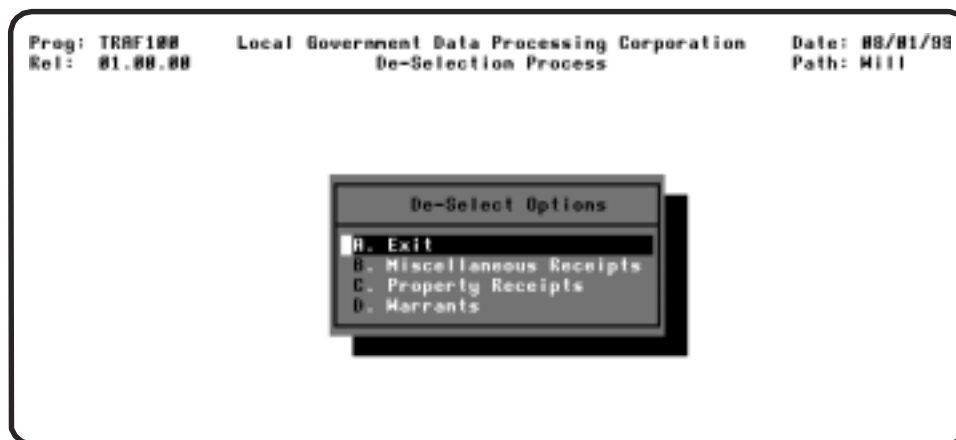 Prog: TRAF100 Local Government Data Processing Corporation Date: 08/01/99
Rel: 01.00.00 De-Selection Process Path: Will
De-Select Options
A. Exit
B. Miscellaneous Receipts
C. Property Receipts
D. Warrants